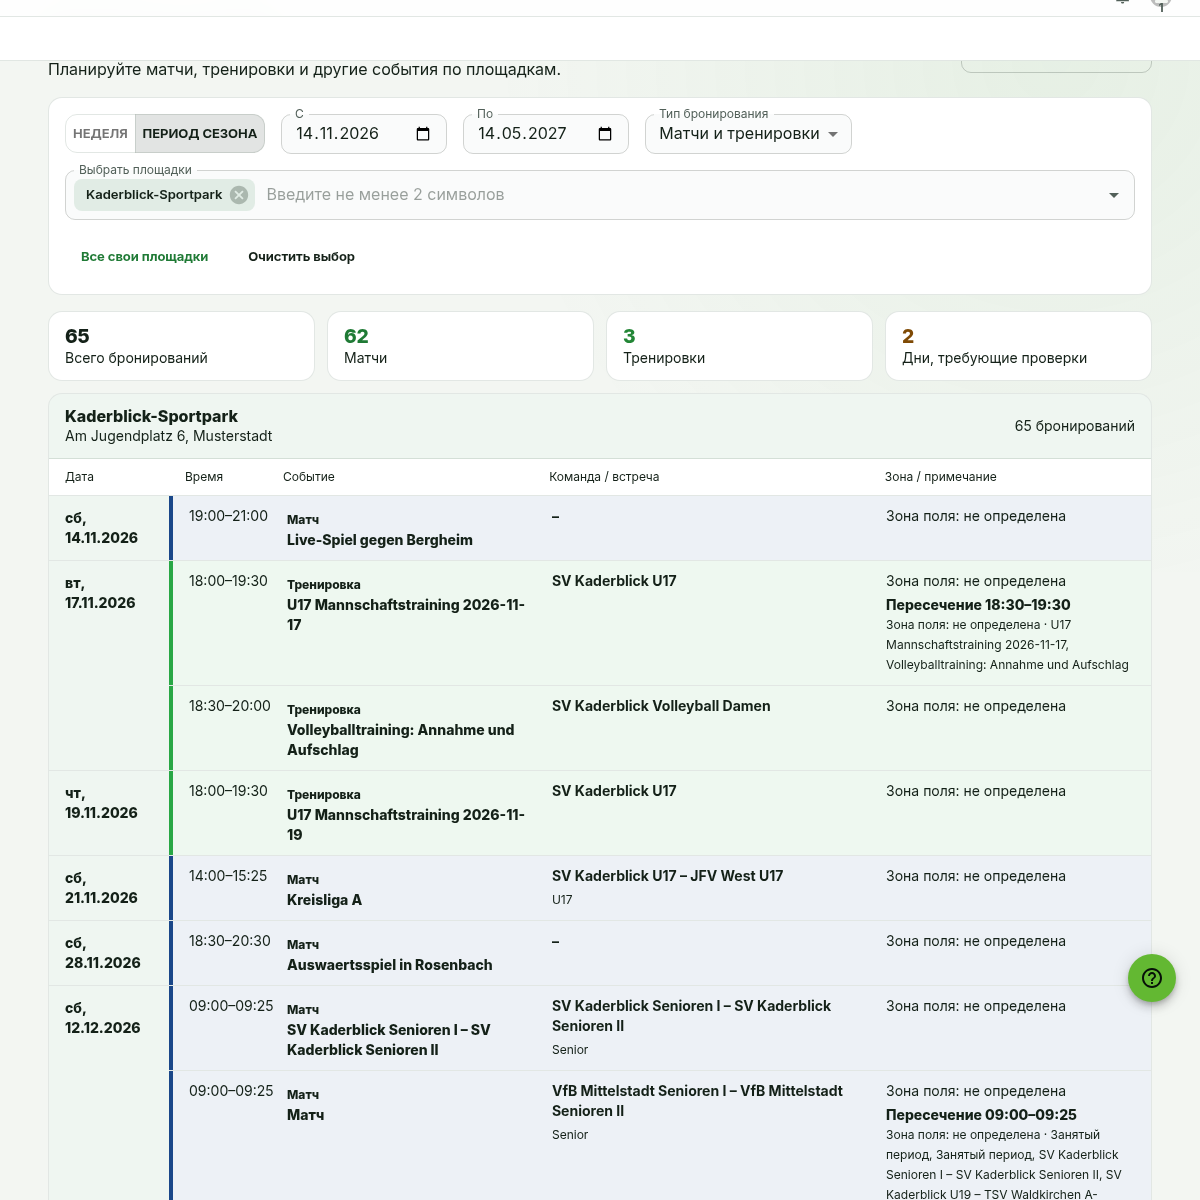 Планируйте матчи, тренировки и другие события по площадкам.
НЕДЕЛЯ
ПЕРИОД СЕЗОНА
С
14.11.2026
По
14.05.2027
Тип бронирования
Матчи и тренировки
Выбрать площадки
Kaderblick-Sportpark
Введите не менее 2 символов
Все свои площадки
Очистить выбор
65
Всего бронирований
62
Матчи
3
Тренировки
2
Дни, требующие проверки
Kaderblick-Sportpark
Am Jugendplatz 6, Musterstadt
65 бронирований
Дата
Время
Событие
Команда / встреча
Зона / примечание
сб,
14.11.2026
19:00–21:00
Матч
Live-Spiel gegen Bergheim
–
Зона поля: не определена
вт,
17.11.2026
18:00–19:30
Тренировка
U17 Mannschaftstraining 2026-11-
17
SV Kaderblick U17
Зона поля: не определена
Пересечение 18:30–19:30
Зона поля: не определена · U17
Mannschaftstraining 2026-11-17,
Volleyballtraining: Annahme und Aufschlag
18:30–20:00
Тренировка
Volleyballtraining: Annahme und
Aufschlag
SV Kaderblick Volleyball Damen
Зона поля: не определена
чт,
19.11.2026
18:00–19:30
Тренировка
U17 Mannschaftstraining 2026-11-
19
SV Kaderblick U17
Зона поля: не определена
сб,
21.11.2026
14:00–15:25
Матч
Kreisliga A
SV Kaderblick U17 – JFV West U17
U17
Зона поля: не определена
сб,
28.11.2026
18:30–20:30
Матч
Auswaertsspiel in Rosenbach
–
Зона поля: не определена
сб,
12.12.2026
09:00–09:25
Матч
SV Kaderblick Senioren I – SV
Kaderblick Senioren II
SV Kaderblick Senioren I – SV Kaderblick
Senioren II
Senior
Зона поля: не определена
09:00–09:25
Матч
Матч
VfB Mittelstadt Senioren I – VfB Mittelstadt
Senioren II
Senior
Зона поля: не определена
Пересечение 09:00–09:25
Зона поля: не определена · Занятый
период, Занятый период, SV Kaderblick
Senioren I – SV Kaderblick Senioren II, SV
Kaderblick U19 – TSV Waldkirchen A-